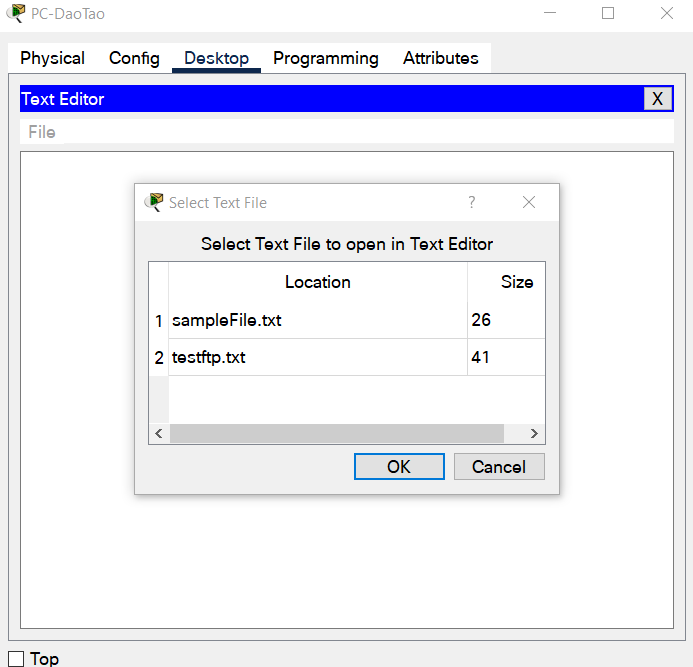 PC-DaoTao
Physical Config Desktop Programming Attributes
Text Editor X
File
Select Text File ?
Select Text File to open in Text Editor
Location Size
1 sampleFile.txt 26
2 testftp.txt 41
OK Cancel
Top